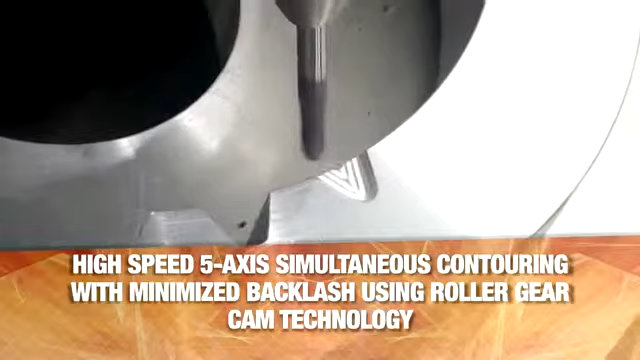 HIGH SPEED 5-AXIS SIMULTANEOUS CONTOURING
WITH MINIMIZED BACKLASH USING ROLLER GEAR
CAM TECHNOLOGY